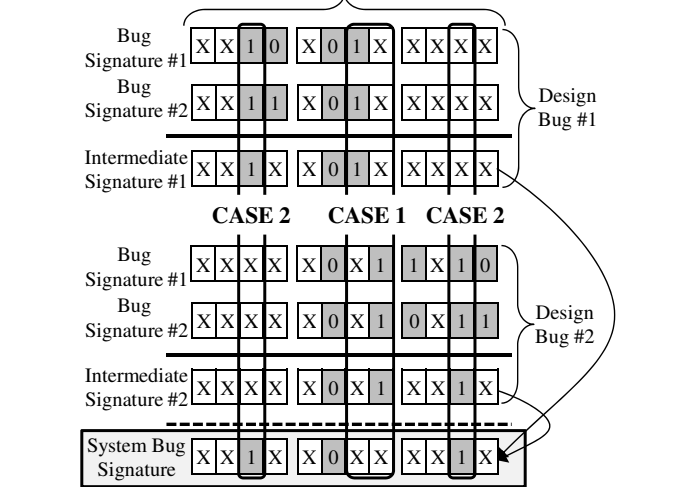 Bug
Signature #1
X X 1 0 X 0 1 X X X X X
Bug
Signature #2
X X 1 1 X 0 1 X X X X X
Design
Bug #1
Intermediate
Signature #1
X X 1 X X 0 1 X X X X X
CASE 2 CASE 1 CASE 2
Bug
Signature #1
X X X X X 0 X 1 1 X 1 0
Bug
Signature #2
X X X X X 0 X 1 0 X 1 1
Design
Bug #2
Intermediate
Signature #2
X X X X X 0 X 1 X X 1 X
System Bug
Signature
X X 1 X X 0 X X X X 1 X